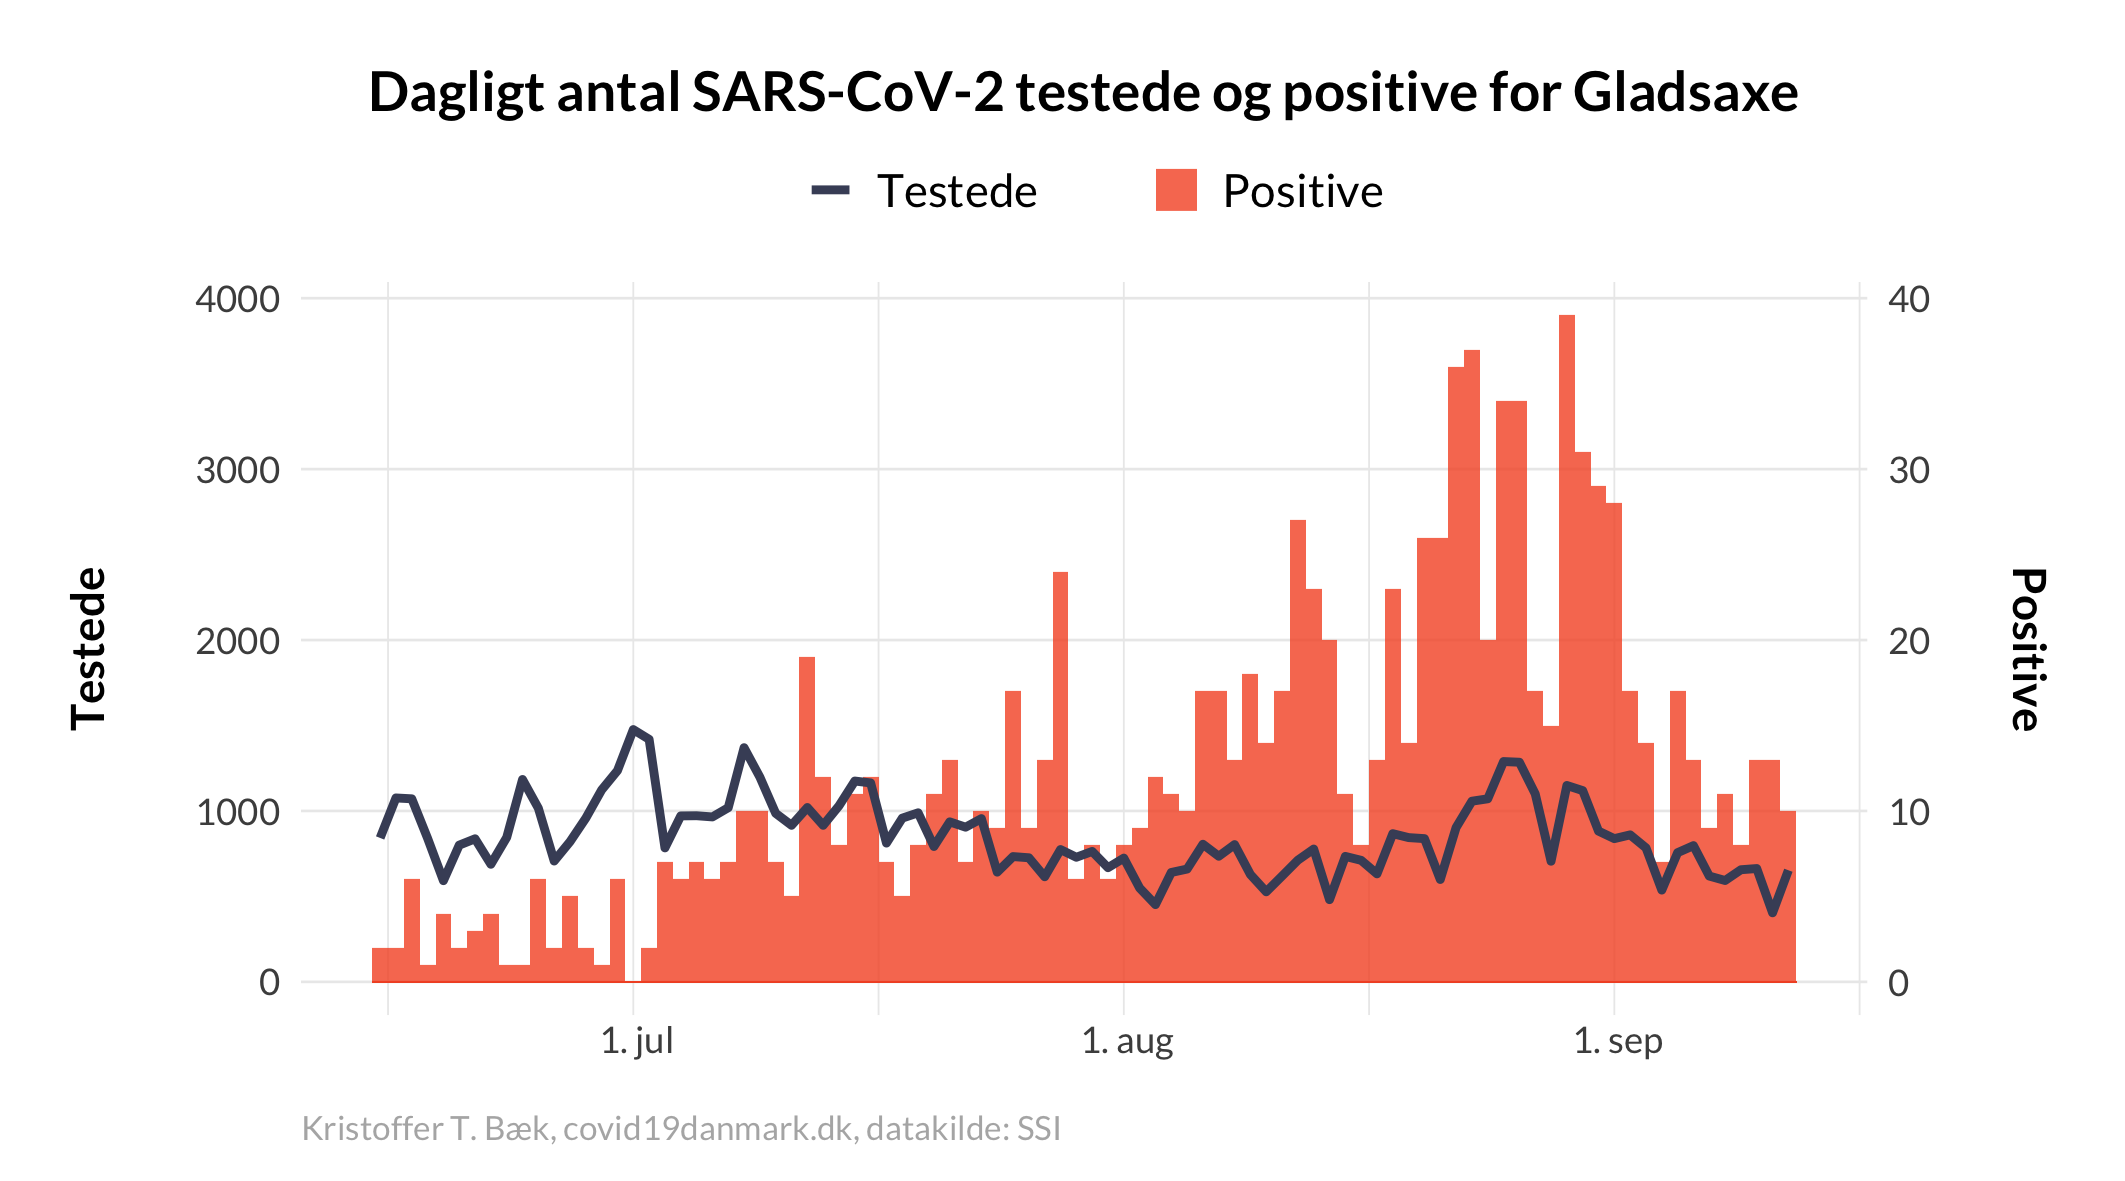 Dagligt antal SARS-CoV-2 testede og positive for Gladsaxe
Testede
Positive
4000
3000
2000
1000
0
Testede
40
30
20
10
0
Positive
1. jul
1. aug
1. sep
Kristoffer T. Bæk, covid19danmark.dk, datakilde: SSI